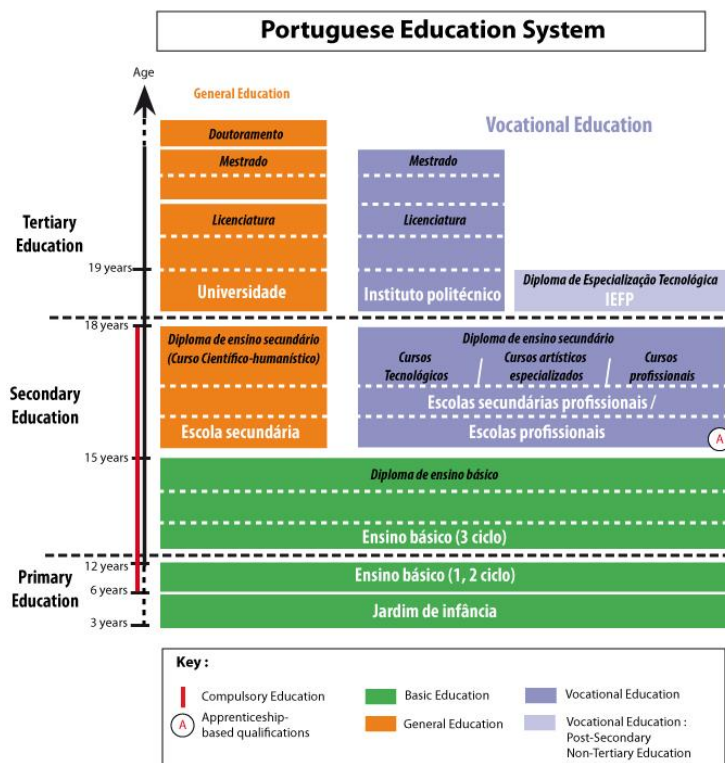 Portuguese Education System
Age
General Education
Vocational Education
Doutoramento
Mestrado
Mestrado
Tertiary
Education
Licenciatura
Licenciatura
19 years
Diploma de Especialização Tecnológica
Universidade
Instituto politécnico
IEFP
18 years
Diploma de ensino secundário
(Curso Científico-humanístico)
Diploma de ensino secundário
Cursos
Tecnológicos
Cursos artísticos
especializados
Cursos
profissionais
Secondary
Education
Escolas secundárias profissionais /
Escola secundária
Escolas profissionais
A
15 years
Diploma de ensino básico
Ensino básico (3 ciclo)
12 years
Primary
Education
Ensino básico (1, 2 ciclo)
6 years
Jardim de infância
3 years
Key :
Compulsory Education
Basic Education
Vocational Education
A
Apprenticeship-
based qualifications
General Education
Vocational Education :
Post-Secondary
Non-Tertiary Education